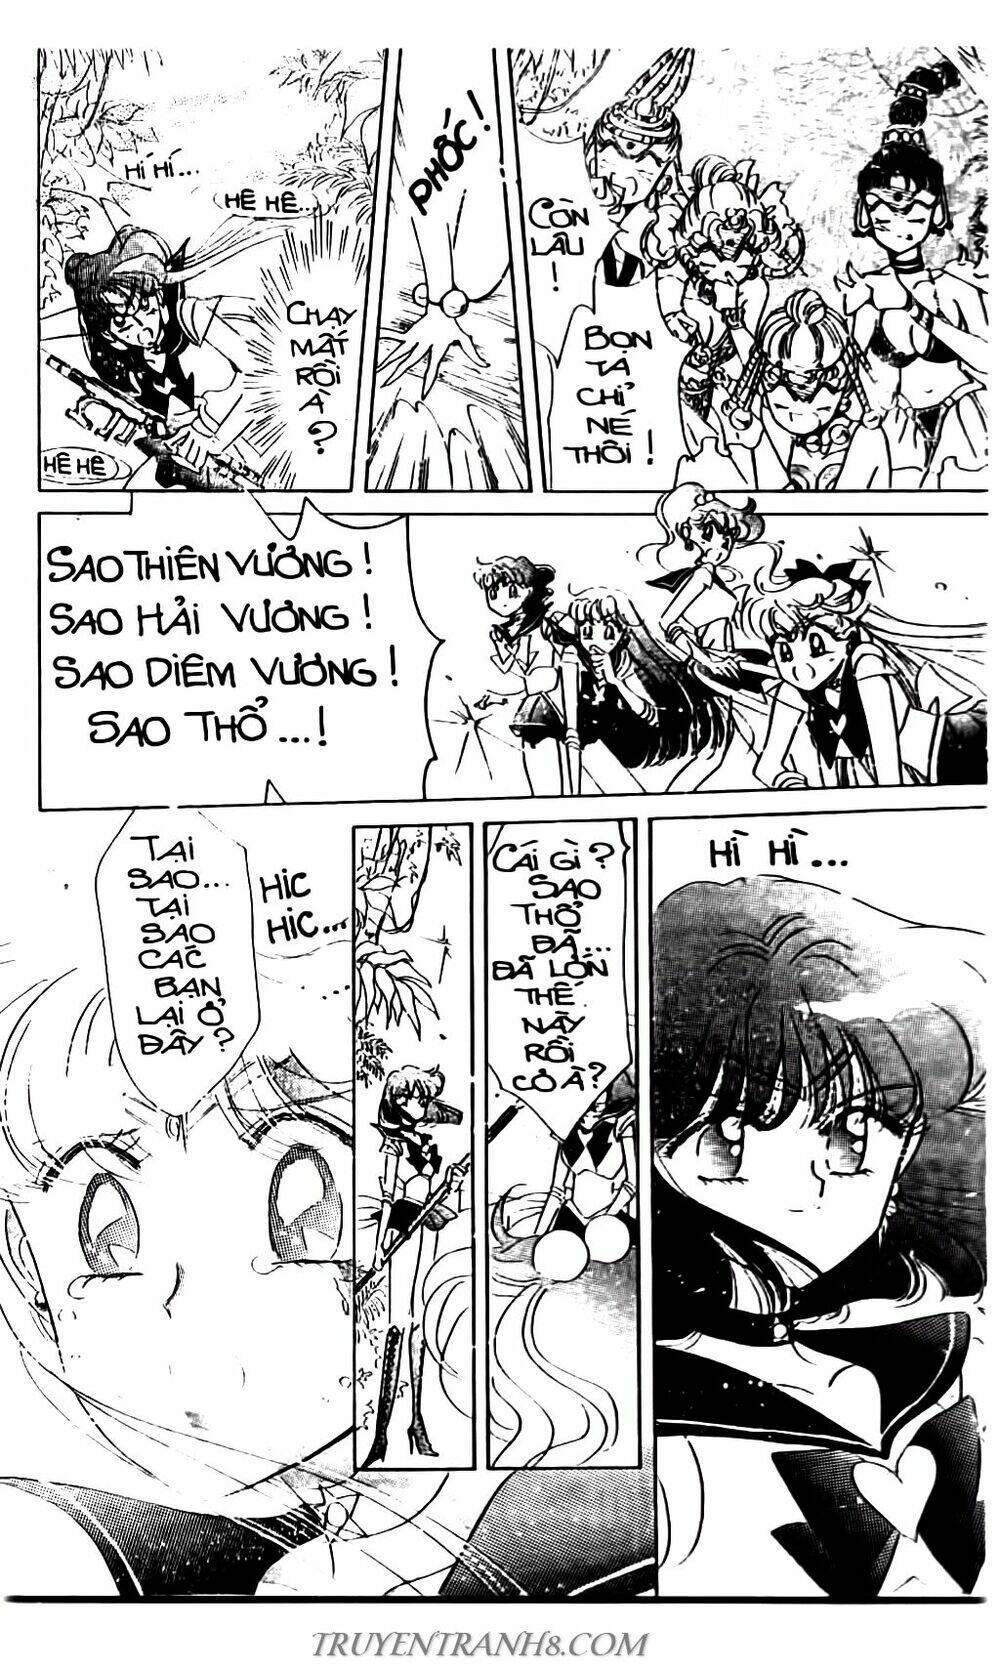 HÍ HÍ...
HÊ HÊ...
CHẠY
MẤT
RỒI
À
?
HÊ HÊ
PHỐC!
CÒN
LÂU
!
BỌN
TA
CHỈ
NÉ
THÔI!
SAO THIÊN VƯƠNG!
SAO HẢI VƯƠNG!
SAO DIÊM VƯƠNG!
SAO THỔ...!
TẠI
SAO...
TẠI
SAO
CÁC
BẠN
LẠI Ở
ĐÂY?
HIC
HIC...
CÁI GÌ?
SAO
THỔ
ĐÃ...
ĐÃ LỚN
THẾ
NÀY
RỒI
CƠ À?
HÌ HÌ...
TRUYENTRANH8.COM